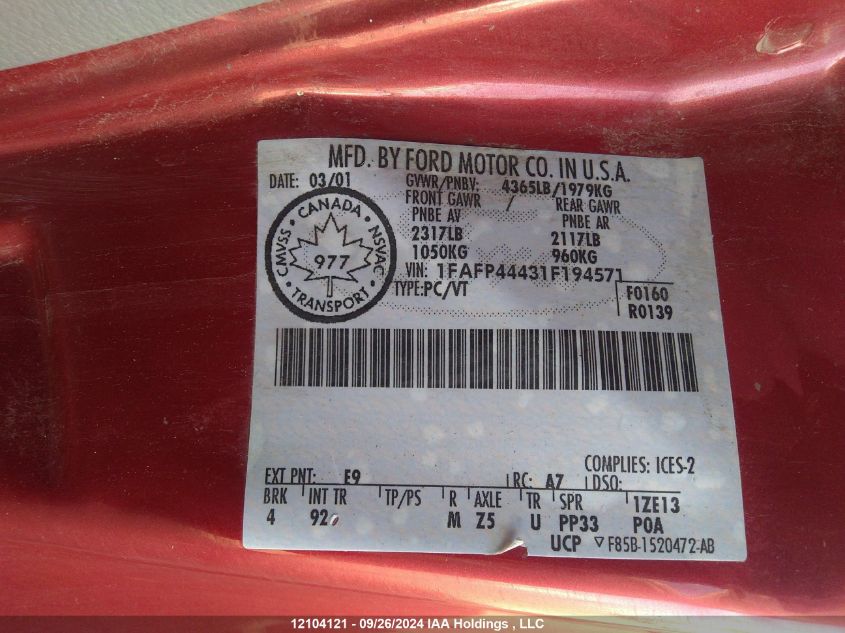 MFD. BY FORD MOTOR CO. IN U.S.A.
DATE: 03/01 GVWR/PNBV: 4365LB/1979KG
FRONT GAWR / REAR GAWR
PNBE AV PNBE AR
2317LB 2117LB
1050KG 960KG
VIN: 1FAFP44431F194571
TYPE: PC/VT
F0160
R0139
CMVSS • CANADA • NSVAC • TRANSPORT •
977
COMPLIES: ICES-2
EXT PNT: E9 RC: A7 DSO:
BRK INT TR TP/PS R AXLE TR SPR 1ZE13
4 92 M Z5 U PP33 P0A
UCP ▽ F85B-1520472-AB
12104121 - 09/26/2024 IAA Holdings , LLC